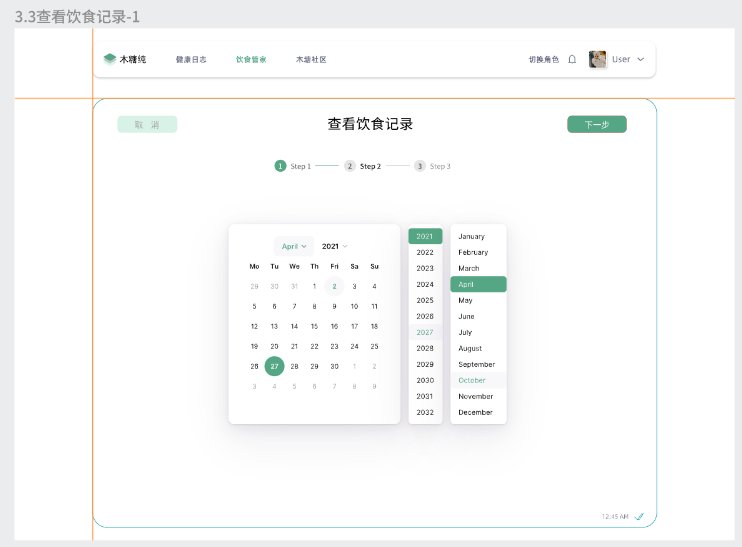 3.3查看饮食记录-1
木糖纯 健康日志 饮食管家 木糖社区 切换角色 User
取 消 查看饮食记录 下一步
1 Step 1 2 Step 2 3 Step 3
April 2021
Mo Tu We Th Fri Sa Su
29 30 31 1 2 3 4
5 6 7 8 9 10 11
12 13 14 15 16 17 18
19 20 21 22 23 24 25
26 27 28 29 30 1 2
3 4 5 6 7 8 9
2021
2022
2023
2024
2025
2026
2027
2028
2029
2030
2031
2032
January
February
March
April
May
June
July
August
September
October
November
December
12:45 AM